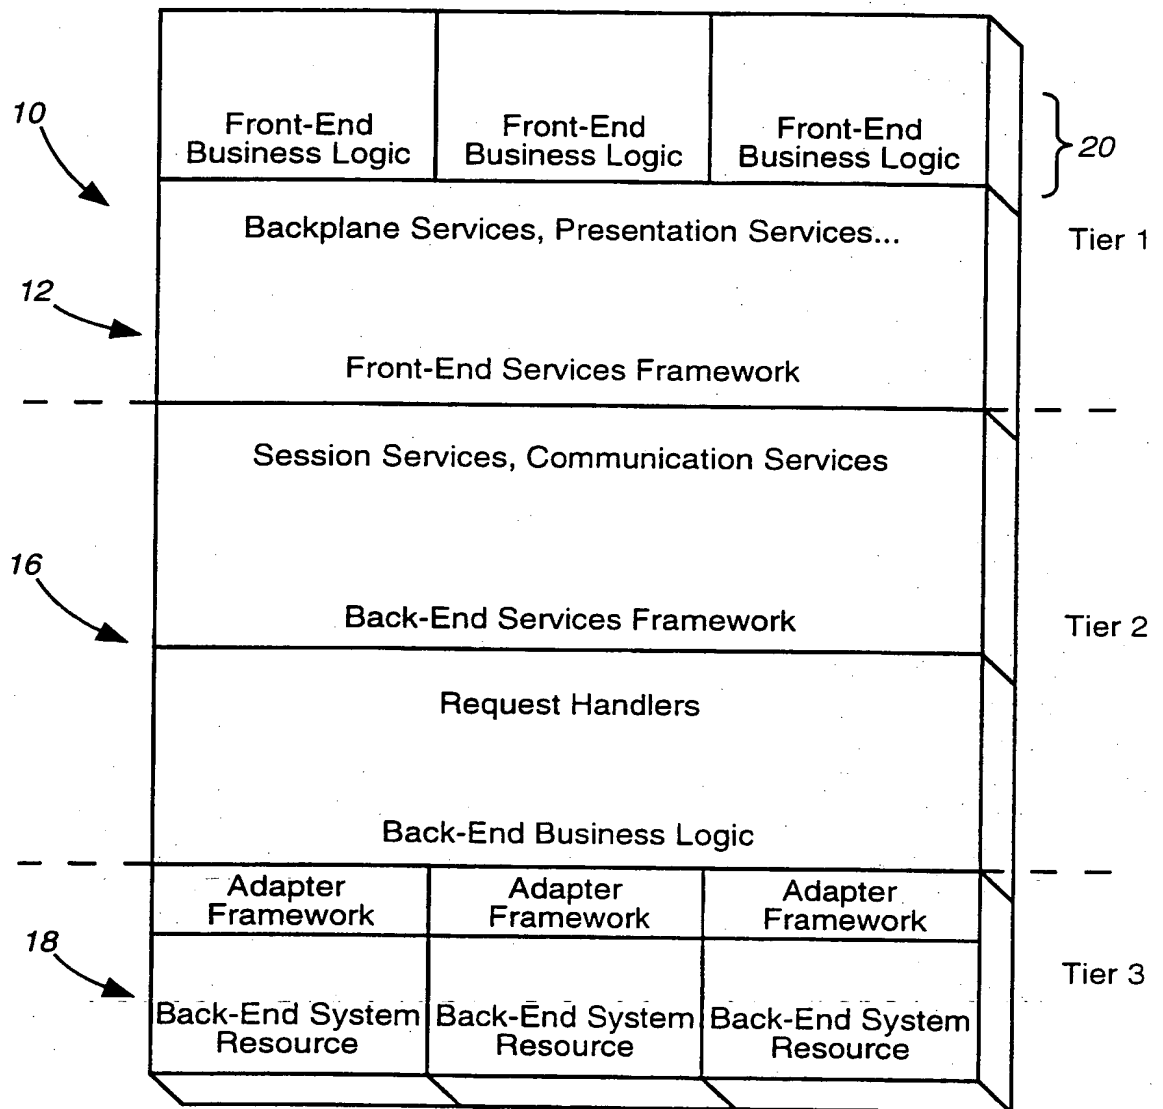 10
Front-End
Business Logic
Front-End
Business Logic
Front-End
Business Logic
20
Backplane Services, Presentation Services...
Tier 1
12
Front-End Services Framework
Session Services, Communication Services
16
Back-End Services Framework
Tier 2
Request Handlers
Back-End Business Logic
Adapter
Framework
Adapter
Framework
Adapter
Framework
18
Tier 3
Back-End System
Resource
Back-End System
Resource
Back-End System
Resource